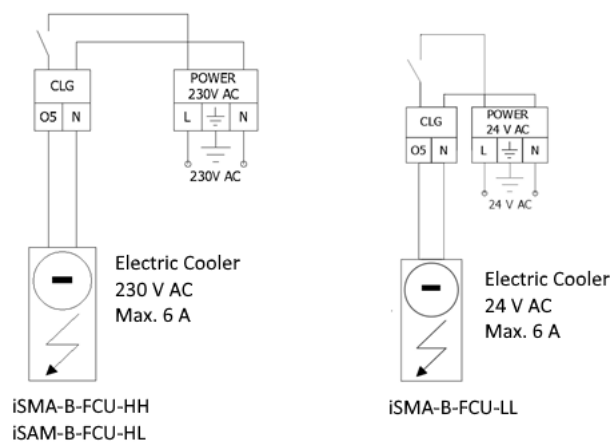 CLG
O5 N
POWER
230V AC
L N
230V AC
Electric Cooler
230 V AC
Max. 6 A
iSMA-B-FCU-HH
iSAM-B-FCU-HL
CLG
O5 N
POWER
24 V AC
L N
24 V AC
Electric Cooler
24 V AC
Max. 6 A
iSMA-B-FCU-LL